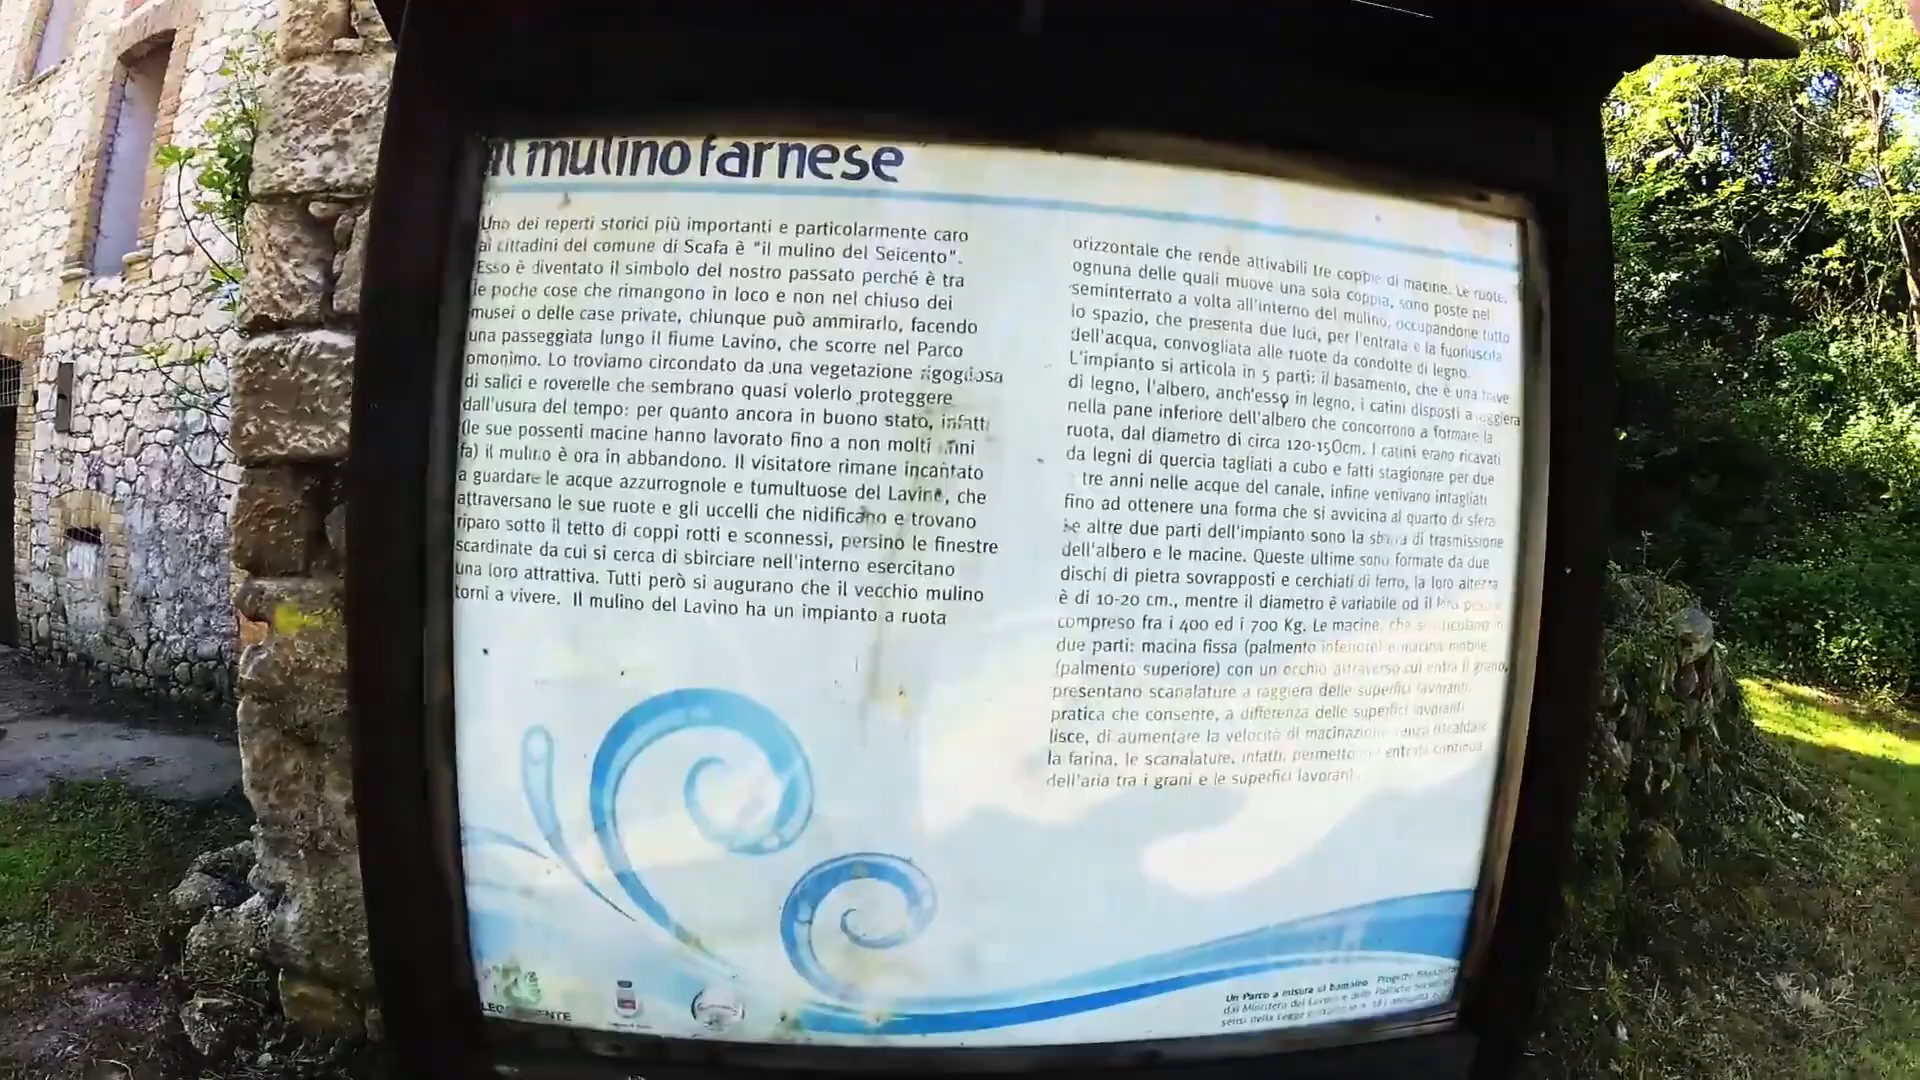 il mulino farnese
Uno dei reperti storici più importanti e particolarmente caro
ai cittadini del comune di Scafa è "il mulino del Seicento".
Esso è diventato il simbolo del nostro passato perché è tra
le poche cose che rimangono in loco e non nel chiuso dei
musei o delle case private, chiunque può ammirarlo, facendo
una passeggiata lungo il fiume Lavino, che scorre nel Parco
omonimo. Lo troviamo circondato da una vegetazione rigogliosa
di salici e roverelle che sembrano quasi volerlo proteggere
dall'usura del tempo: per quanto ancora in buono stato, infatti
(le sue possenti macine hanno lavorato fino a non molti anni
fa) il mulino è ora in abbandono. Il visitatore rimane incantato
a guardare le acque azzurrognole e tumultuose del Lavino, che
attraversano le sue ruote e gli uccelli che nidificano e trovano
riparo sotto il tetto di coppi rotti e sconnessi, persino le finestre
scardinate da cui si cerca di sbirciare nell'interno esercitano
una loro attrattiva. Tutti però si augurano che il vecchio mulino
torni a vivere. Il mulino del Lavino ha un impianto a ruota
orizzontale che rende attivabili tre coppie di macine. Le ruote,
ognuna delle quali muove una sola coppia, sono poste nel
seminterrato a volta all'interno del mulino, occupandone tutto
lo spazio, che presenta due luci, per l'entrata e la fuoriuscita
dell'acqua, convogliata alle ruote da condotte di legno.
L'impianto si articola in 5 parti: il basamento, che è una trave
di legno, l'albero, anch'esso in legno, i catini disposti a raggiera
nella pane inferiore dell'albero che concorrono a formare la
ruota, dal diametro di circa 120-150cm. I catini erano ricavati
da legni di quercia tagliati a cubo e fatti stagionare per due
tre anni nelle acque del canale, infine venivano intagliati
fino ad ottenere una forma che si avvicina al quarto di sfera
Le altre due parti dell'impianto sono la sbarra di trasmissione
dell'albero e le macine. Queste ultime sono formate da due
dischi di pietra sovrapposti e cerchiati di ferro, la loro altezza
è di 10-20 cm., mentre il diametro è variabile od il loro peso è
compreso fra i 400 ed i 700 Kg. Le macine, che si articolano in
due parti: macina fissa (palmento inferiore) e macina mobile
(palmento superiore) con un occhio attraverso cui entra il grano,
presentano scanalature a raggiera delle superfici lavoranti,
pratica che consente, a differenza delle superfici lavoranti
lisce, di aumentare la velocità di macinazione senza riscaldare
la farina, le scanalature, infatti, permettono entrata continua
dell'aria tra i grani e le superfici lavoranti.
Un Parco a misura di bambino Progetto
dal Ministero del Lavoro e delle Politiche
sensi della Legge